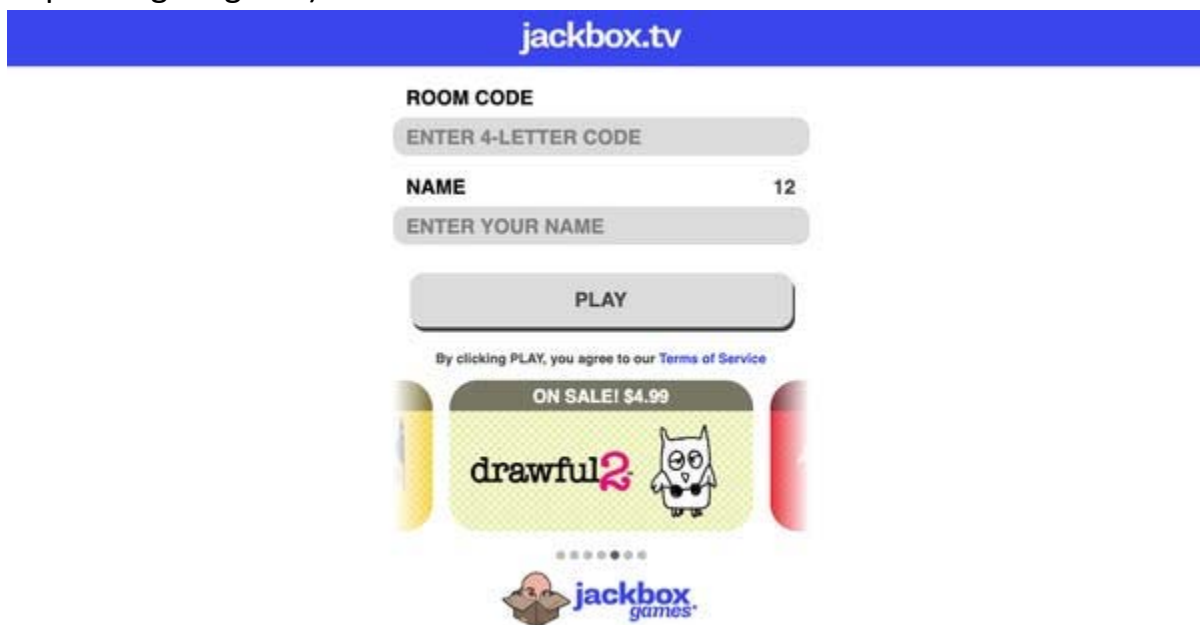 jackbox.tv
ROOM CODE
ENTER 4-LETTER CODE
NAME 12
ENTER YOUR NAME
PLAY
By clicking PLAY, you agree to our Terms of Service
ON SALE! $4.99
drawful2
jackbox
games